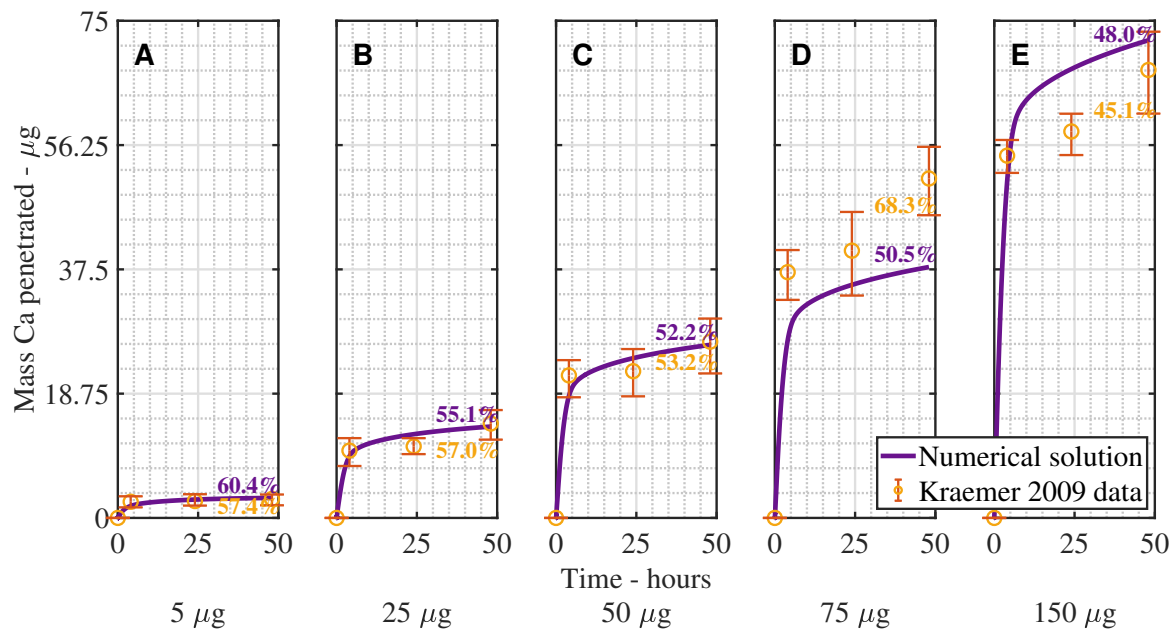 A B C D E
75
56.25
37.5
18.75
0
Mass Ca penetrated - μg
60.4%
57.4%
55.1%
57.0%
52.2%
53.2%
68.3%
50.5%
48.0%
45.1%
Numerical solution
Kraemer 2009 data
0 25 50 0 25 50 0 25 50 0 25 50 0 25 50
Time - hours
5 μg 25 μg 50 μg 75 μg 150 μg